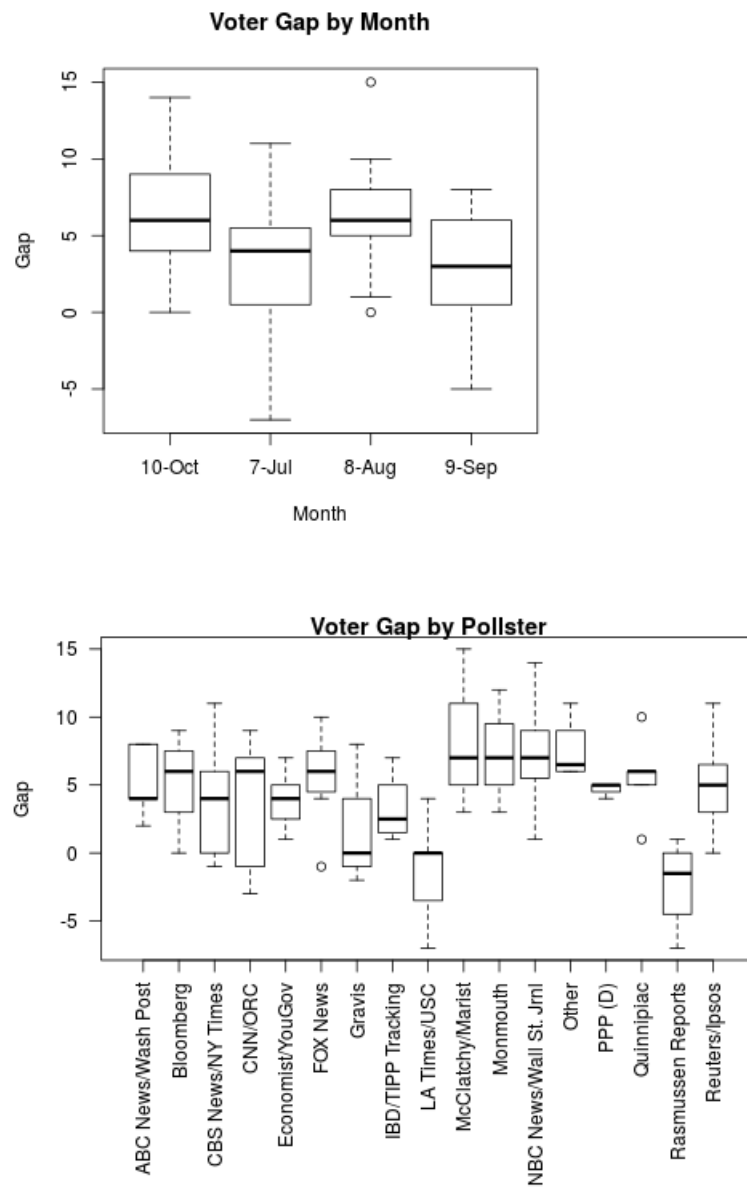 Voter Gap by Month
Gap
15
10
5
0
-5
10-Oct 7-Jul 8-Aug 9-Sep
Month
Voter Gap by Pollster
Gap
15
10
5
0
-5
ABC News/Wash Post
Bloomberg
CBS News/NY Times
CNN/ORC
Economist/YouGov
FOX News
Gravis
IBD/TIPP Tracking
LA Times/USC
McClatchy/Marist
Monmouth
NBC News/Wall St. Jrnl
Other
PPP (D)
Quinnipiac
Rasmussen Reports
Reuters/Ipsos